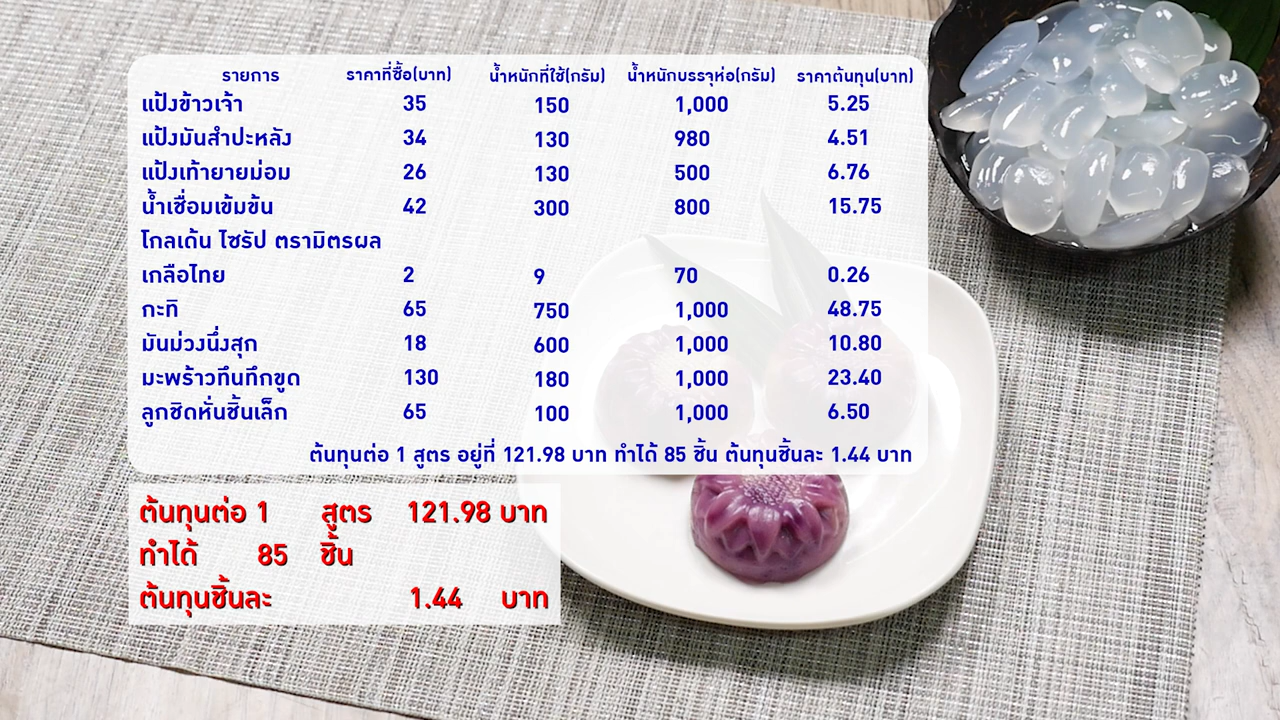 รายการ ราคาที่ซื้อ(บาท) น้ำหนักที่ใช้(กรัม) น้ำหนักบรรจุห่อ(กรัม) ราคาต้นทุน(บาท)
แป้งข้าวเจ้า 35 150 1,000 5.25
แป้งมันสำปะหลัง 34 130 980 4.51
แป้งเท้ายายม่อม 26 130 500 6.76
น้ำเชื่อมเข้มข้น 42 300 800 15.75
โกลเด้น ไซรัป ตรามิตรผล
เกลือไทย 2 9 70 0.26
กะทิ 65 750 1,000 48.75
มันม่วงนึ่งสุก 18 600 1,000 10.80
มะพร้าวทึนทึกขูด 130 180 1,000 23.40
ลูกชิดหั่นชิ้นเล็ก 65 100 1,000 6.50
ต้นทุนต่อ 1 สูตร อยู่ที่ 121.98 บาท ทำได้ 85 ชิ้น ต้นทุนชิ้นละ 1.44 บาท
ต้นทุนต่อ 1 สูตร 121.98 บาท
ทำได้ 85 ชิ้น
ต้นทุนชิ้นละ 1.44 บาท